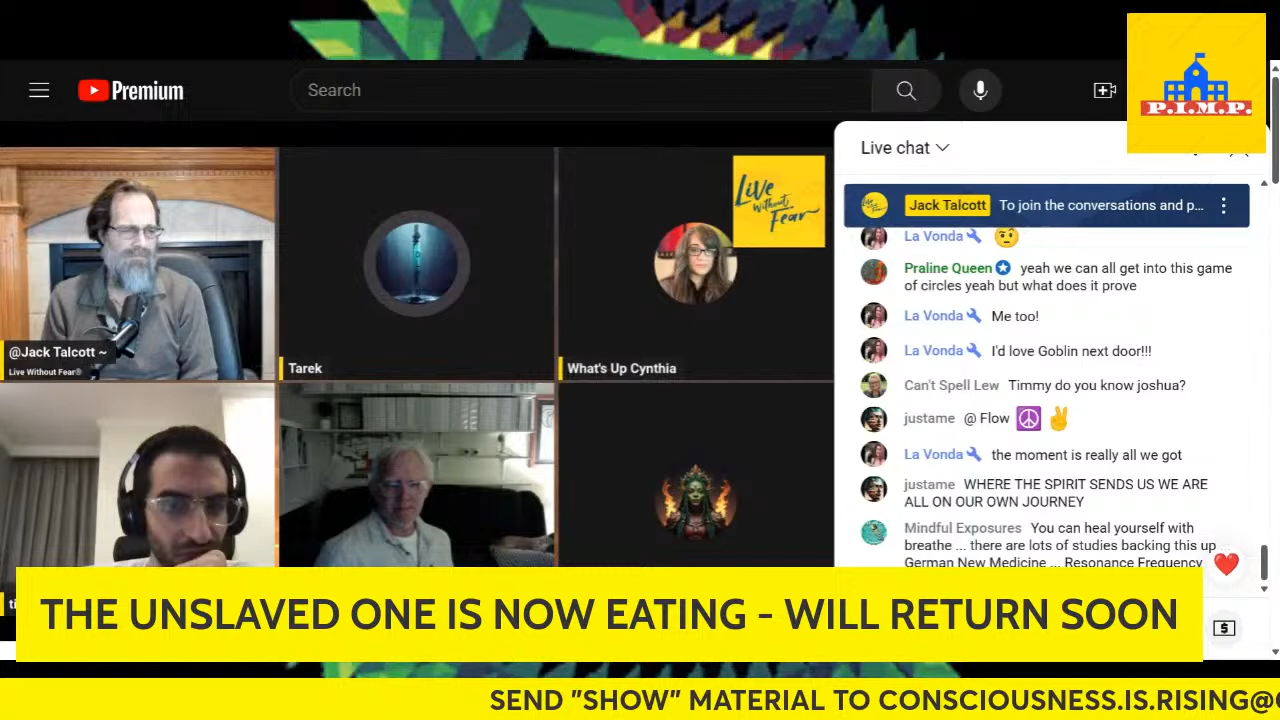 Premium
Search
P.I.M.P.
Live chat
Live Without Fear
Jack Talcott To join the conversations and p...
La Vonda 🤨
Praline Queen yeah we can all get into this game
of circles yeah but what does it prove
La Vonda Me too!
La Vonda I'd love Goblin next door!!!
Can't Spell Lew Timmy do you know joshua?
justame @ Flow ☮️ ✌️
La Vonda the moment is really all we got
justame WHERE THE SPIRIT SENDS US WE ARE
ALL ON OUR OWN JOURNEY
Mindful Exposures You can heal yourself with
breathe ... there are lots of studies backing this up
German New Medicine ... Resonance Frequency
@Jack Talcott ~
Live Without Fear®
Tarek
What's Up Cynthia
ti
THE UNSLAVED ONE IS NOW EATING - WILL RETURN SOON
SEND "SHOW" MATERIAL TO CONSCIOUSNESS.IS.RISING@